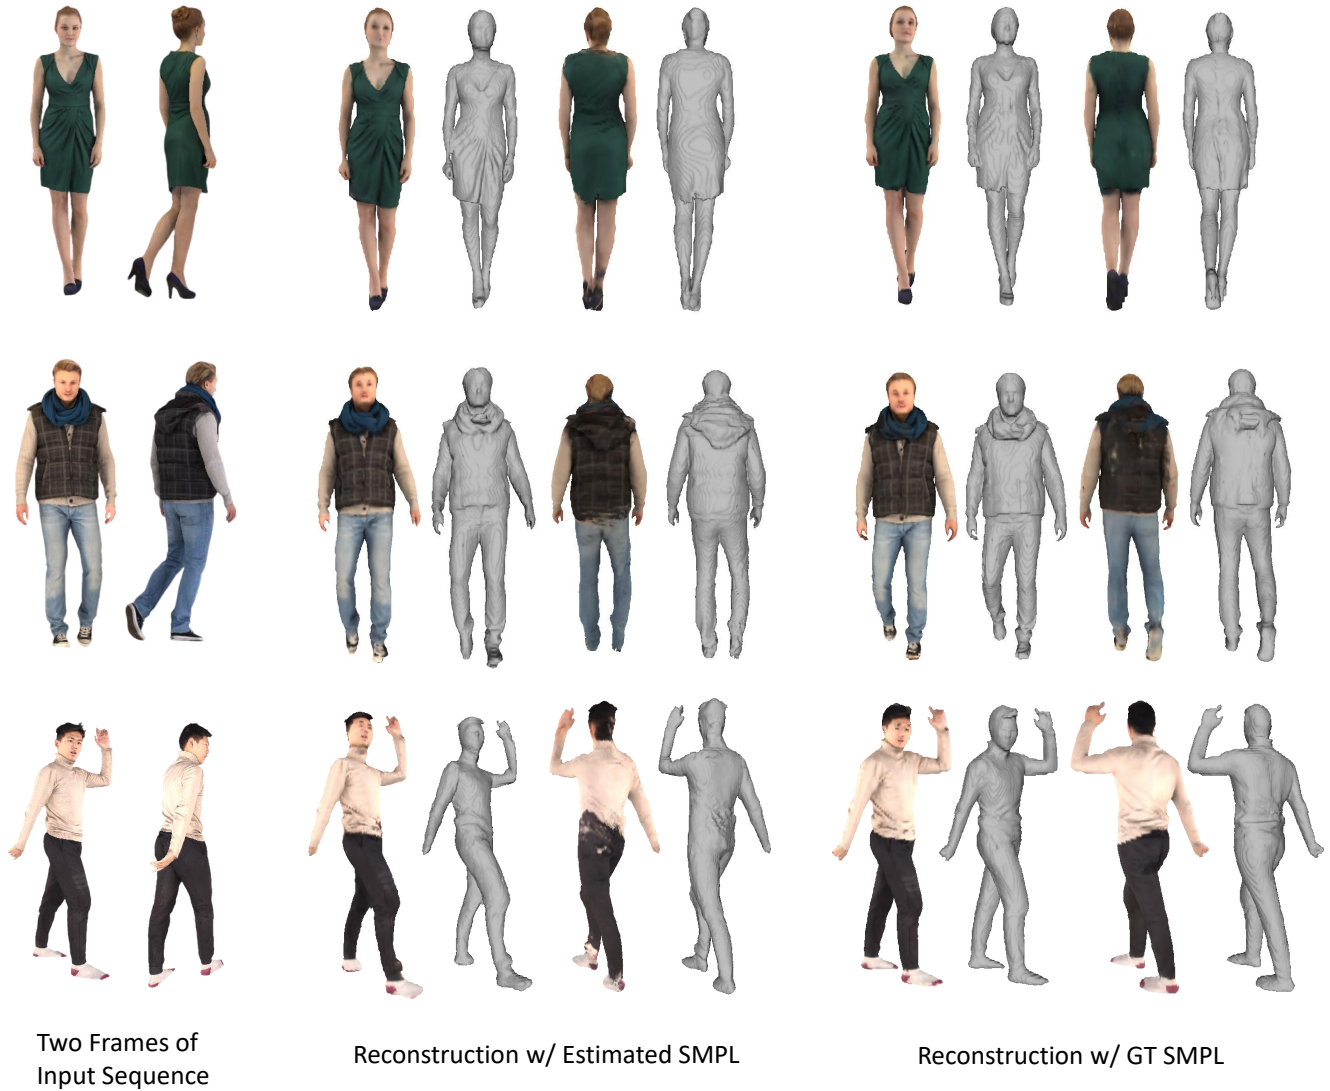 Two Frames of
Input Sequence
Reconstruction w/ Estimated SMPL
Reconstruction w/ GT SMPL